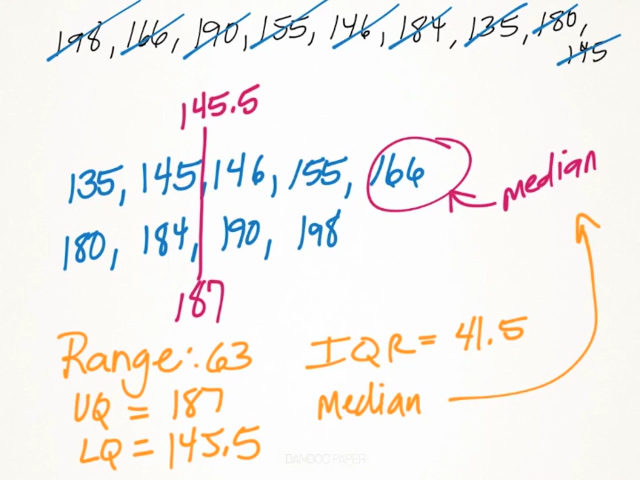 198, 166, 190, 155, 146, 184, 135, 180,
145
145.5
135, 145, 146, 155, 166
median
180, 184, 190, 198
187
Range: 63
IQR = 41.5
UQ = 187
Median
LQ = 145.5